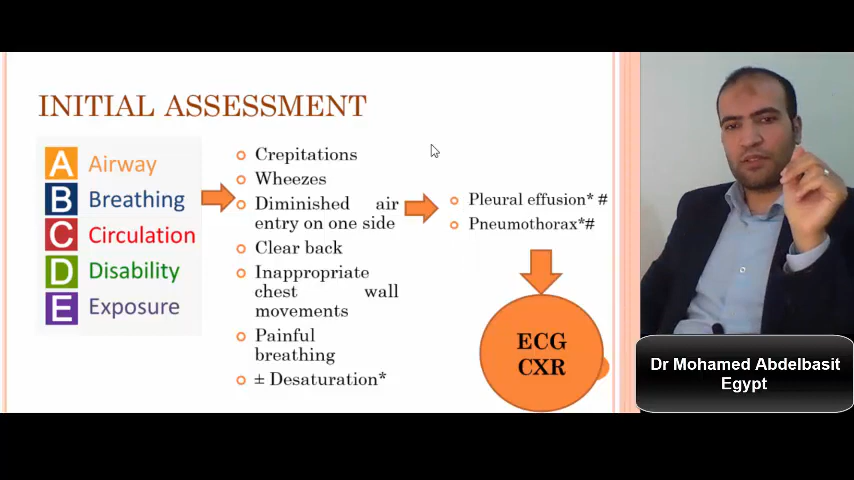 INITIAL ASSESSMENT
A Airway
B Breathing
C Circulation
D Disability
E Exposure
Crepitations
Wheezes
Diminished air
entry on one side
Clear back
Inappropriate
chest wall
movements
Painful
breathing
± Desaturation*
Pleural effusion* #
Pneumothorax*#
ECG
CXR
Dr Mohamed Abdelbasit
Egypt